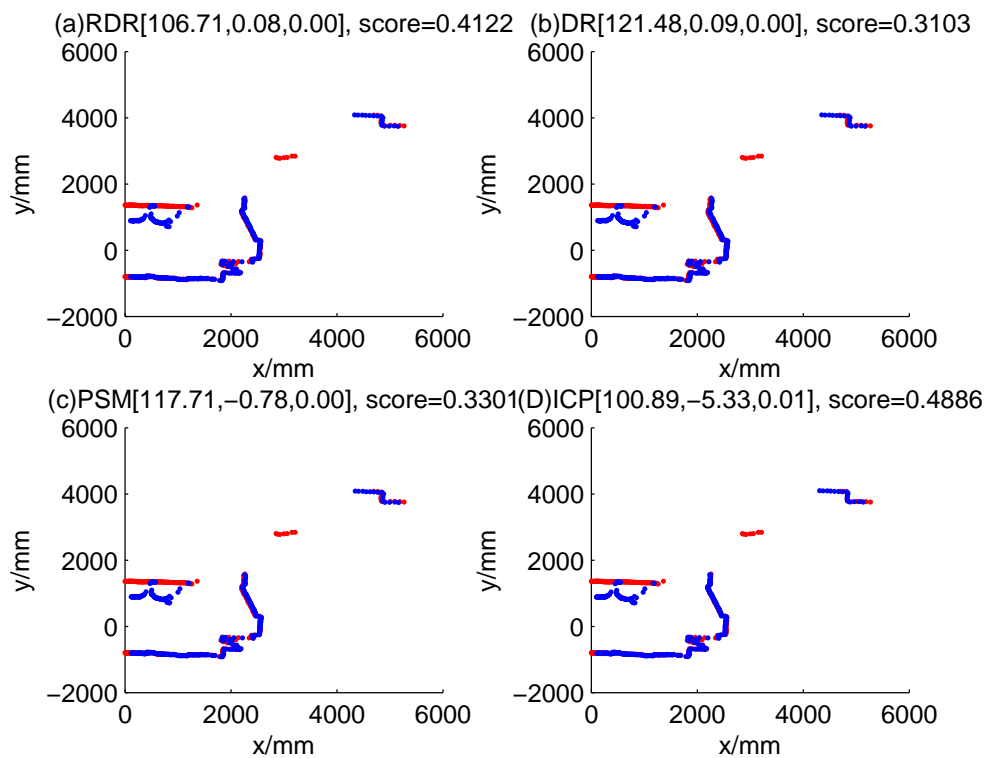 (a)RDR[106.71,0.08,0.00], score=0.4122
(b)DR[121.48,0.09,0.00], score=0.3103
6000
4000
2000
0
−2000
y/mm
0 2000 4000 6000
x/mm
6000
4000
2000
0
−2000
y/mm
0 2000 4000 6000
x/mm
(c)PSM[117.71,−0.78,0.00], score=0.3301
(D)ICP[100.89,−5.33,0.01], score=0.4886
6000
4000
2000
0
−2000
y/mm
0 2000 4000 6000
x/mm
6000
4000
2000
0
−2000
y/mm
0 2000 4000 6000
x/mm